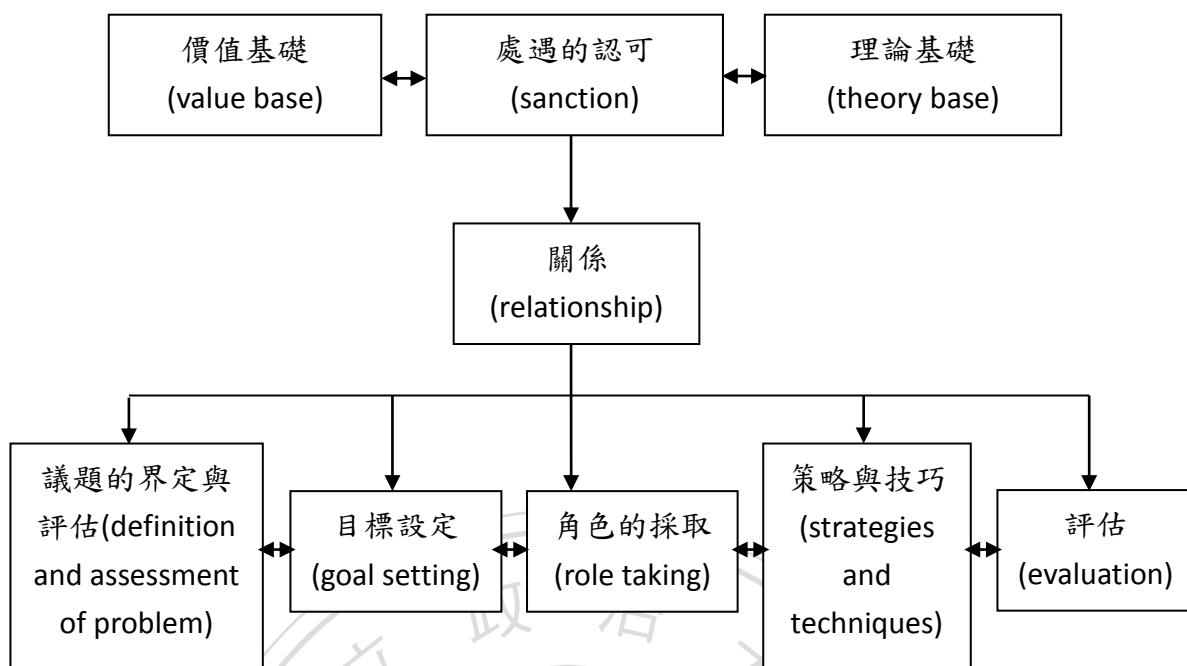 價值基礎
(value base)
處遇的認可
(sanction)
理論基礎
(theory base)
關係
(relationship)
議題的界定與
評估(definition
and assessment
of problem)
目標設定
(goal setting)
角色的採取
(role taking)
策略與技巧
(strategies
and
techniques)
評估
(evaluation)
立 政 治